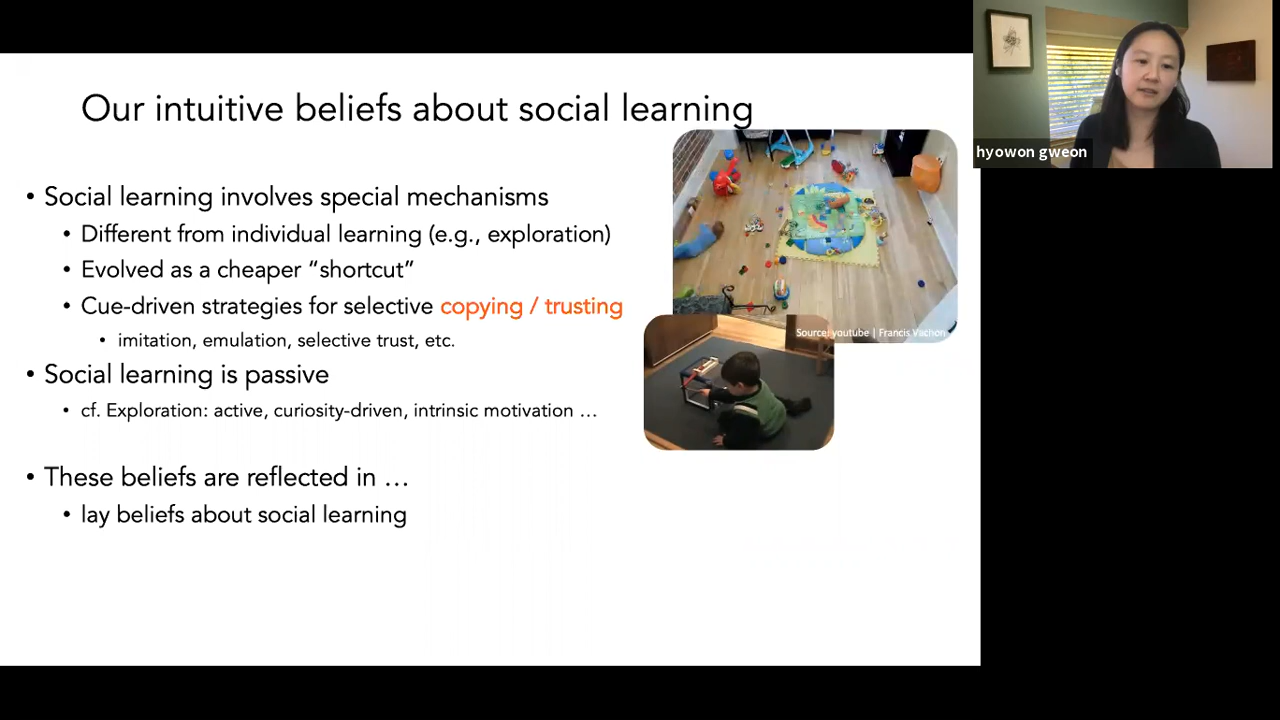 Our intuitive beliefs about social learning
hyowon gweon
• Social learning involves special mechanisms
• Different from individual learning (e.g., exploration)
• Evolved as a cheaper “shortcut”
• Cue-driven strategies for selective copying / trusting
• imitation, emulation, selective trust, etc.
Source: youtube | Francis Vachon
• Social learning is passive
• cf. Exploration: active, curiosity-driven, intrinsic motivation …
• These beliefs are reflected in …
• lay beliefs about social learning